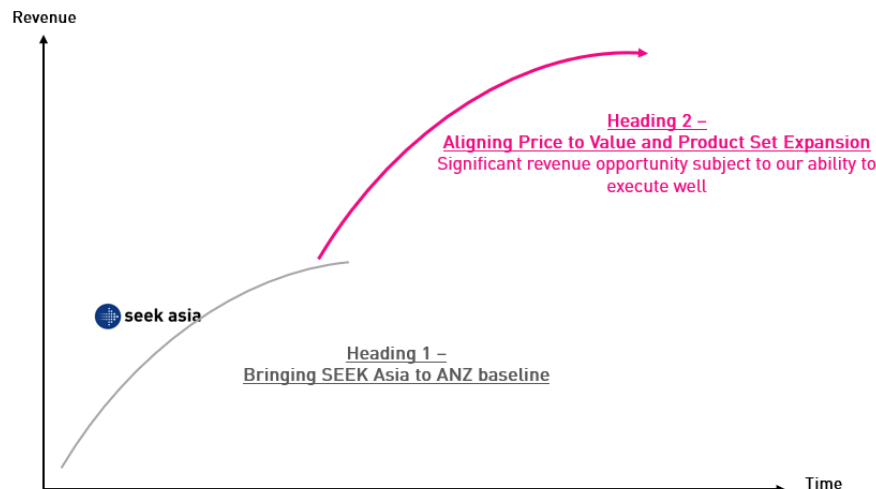 Revenue
Heading 2 –
Aligning Price to Value and Product Set Expansion
Significant revenue opportunity subject to our ability to
execute well
seek asia
Heading 1 –
Bringing SEEK Asia to ANZ baseline
Time